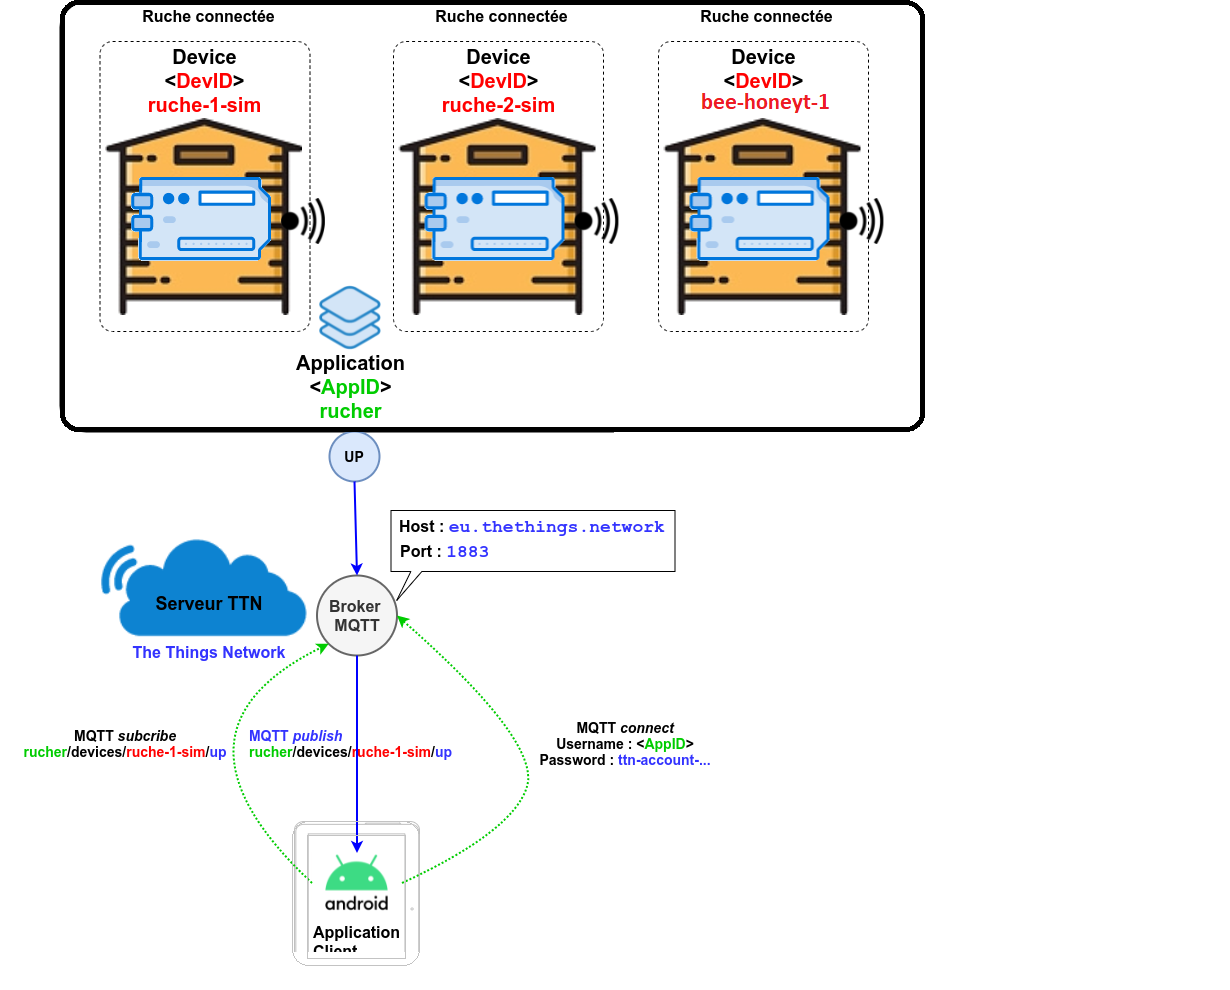 Ruche connectée
Ruche connectée
Ruche connectée
Device
<DevID>
ruche-1-sim
Device
<DevID>
ruche-2-sim
Device
<DevID>
bee-honeyt-1
Application
<AppID>
rucher
UP
Host : eu.thethings.network
Port : 1883
Serveur TTN
The Things Network
Broker
MQTT
MQTT subcribe
rucher/devices/ruche-1-sim/up
MQTT publish
rucher/devices/ruche-1-sim/up
MQTT connect
Username : <AppID>
Password : ttn-account-...
android
Application
Client